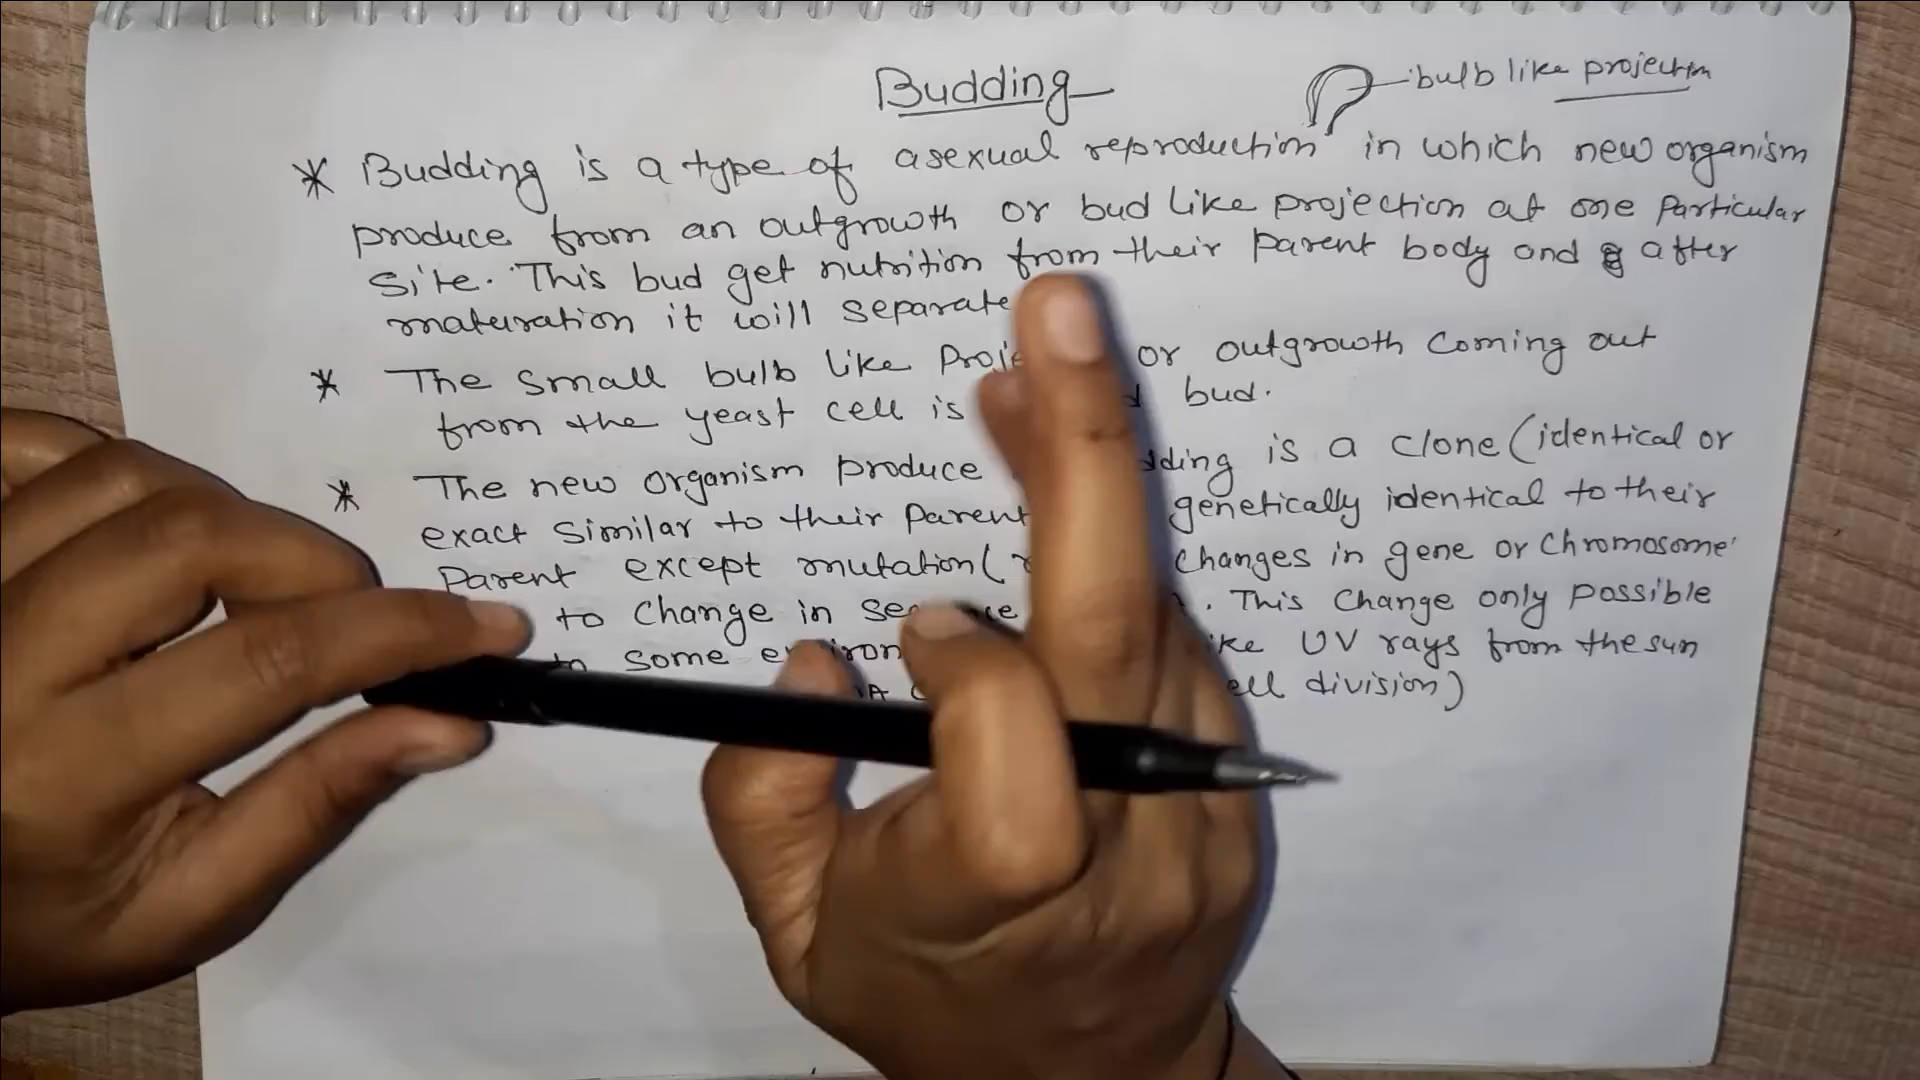 Budding
bulb like projection
* Budding is a type of asexual reproduction in which new organism
produce from an outgrowth or bud like projection at one particular
site. This bud get nutrition from their parent body and after
maturation it will separate
* The small bulb like or outgrowth coming out
from the yeast cell is bud.
* The new organism produce is a clone (identical or
exact similar to their parent genetically identical to their
parent except mutation ( changes in gene or chromosome
to change in . This change only possible
some UV rays from the sun
division)